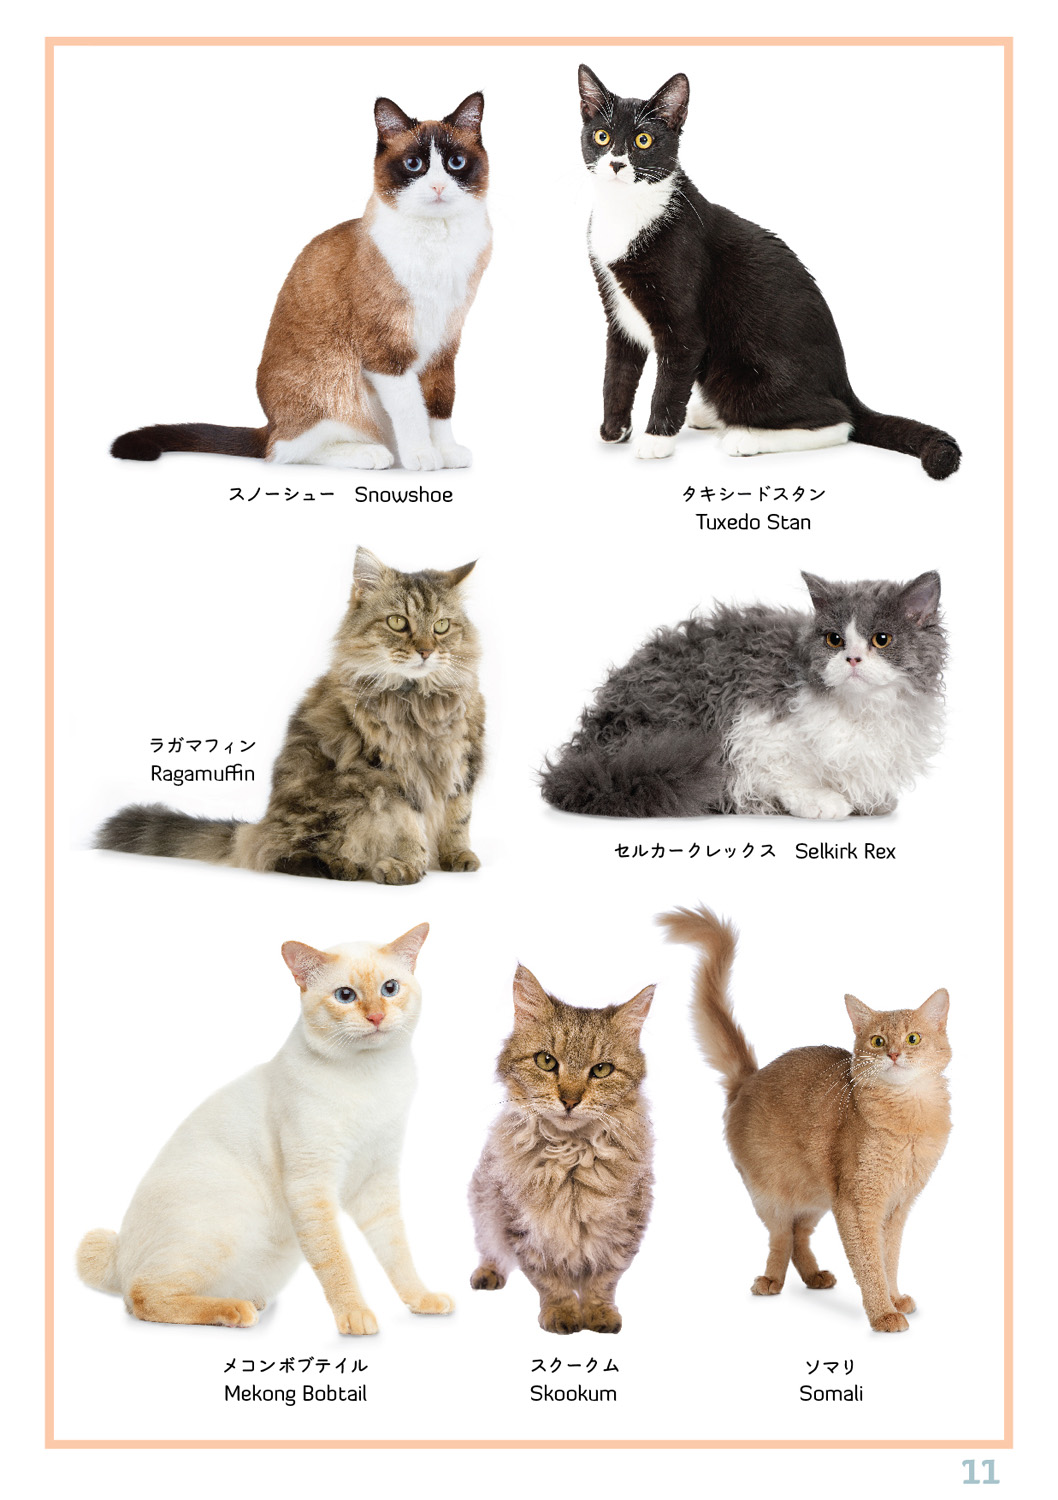 スノーシュー Snowshoe
タキシードスタン
Tuxedo Stan
ラガマフィン
Ragamuffin
セルカークレックス Selkirk Rex
メコンボブテイル
Mekong Bobtail
スクークム
Skookum
ソマリ
Somali
11